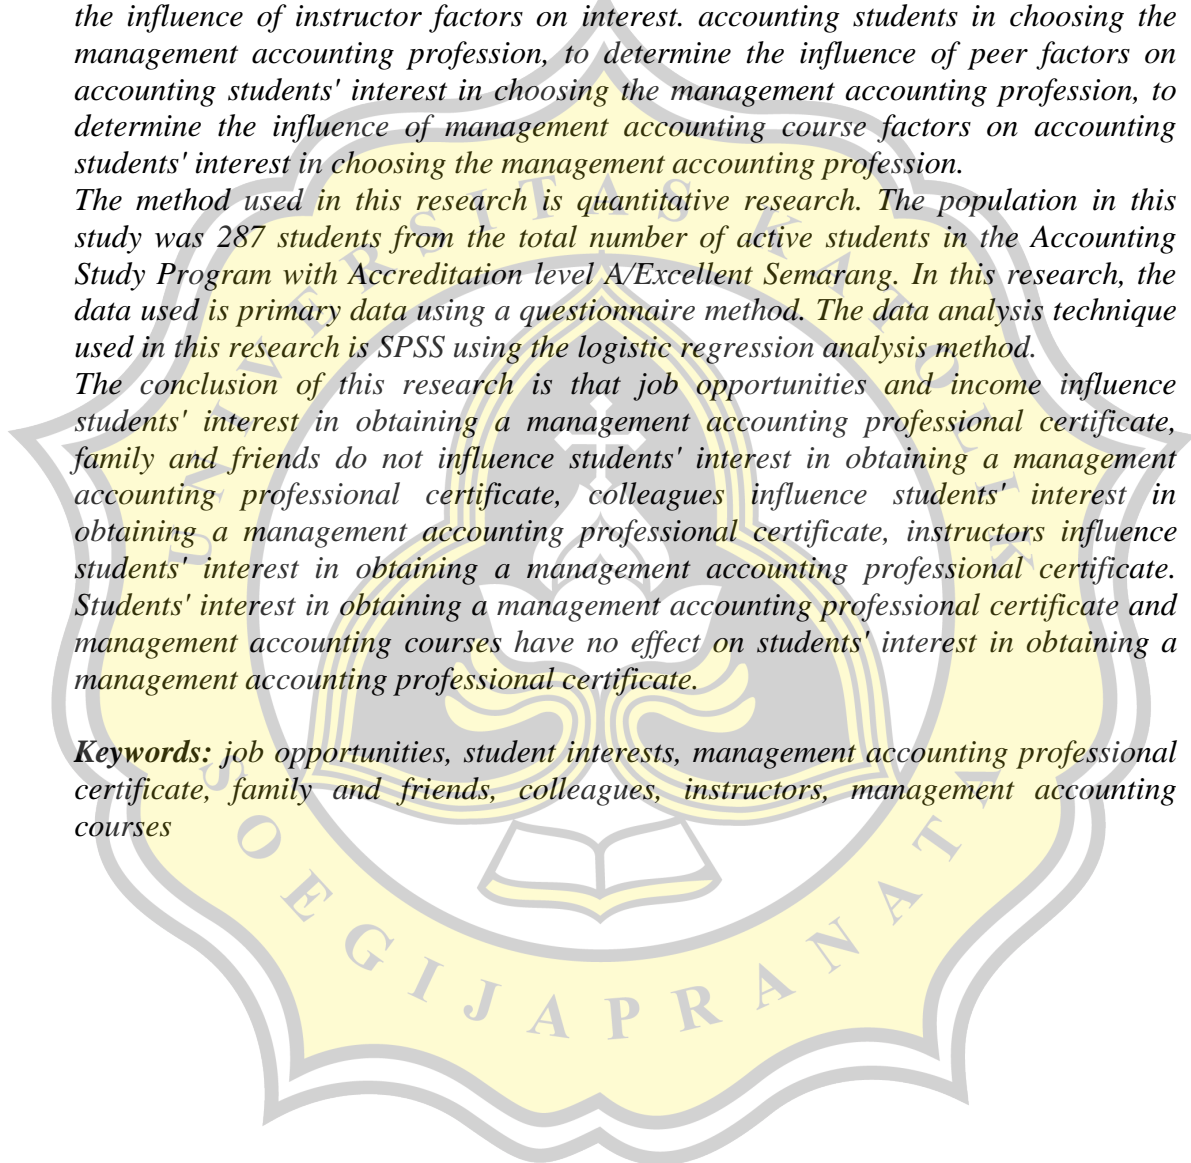 the influence of instructor factors on interest. accounting students in choosing the
management accounting profession, to determine the influence of peer factors on
accounting students' interest in choosing the management accounting profession, to
determine the influence of management accounting course factors on accounting
students' interest in choosing the management accounting profession.
The method used in this research is quantitative research. The population in this
study was 287 students from the total number of active students in the Accounting
Study Program with Accreditation level A/Excellent Semarang. In this research, the
data used is primary data using a questionnaire method. The data analysis technique
used in this research is SPSS using the logistic regression analysis method.
The conclusion of this research is that job opportunities and income influence
students' interest in obtaining a management accounting professional certificate,
family and friends do not influence students' interest in obtaining a management
accounting professional certificate, colleagues influence students' interest in
obtaining a management accounting professional certificate, instructors influence
students' interest in obtaining a management accounting professional certificate.
Students' interest in obtaining a management accounting professional certificate and
management accounting courses have no effect on students' interest in obtaining a
management accounting professional certificate.
Keywords: job opportunities, student interests, management accounting professional
certificate, family and friends, colleagues, instructors, management accounting
courses
UNIVERSITAS KATOLIK
SOEGIJAPRANATA